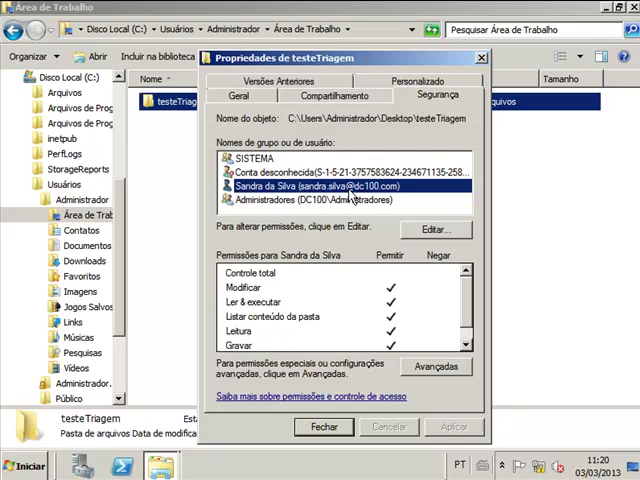 Área de Trabalho
Disco Local (C:) ▸ Usuários ▸ Administrador ▸ Área de Trabalho ▸
Pesquisar Área de Trabalho
Organizar
Abrir
Incluir na biblioteca
Disco Local (C:)
Arquivos
Arquivos de Prog
Arquivos de Prog
inetpub
PerfLogs
StorageReports
Usuários
Administrador
Área de Trab
Contatos
Documentos
Downloads
Favoritos
Imagens
Jogos Salvos
Links
Músicas
Pesquisas
Vídeos
Administrador.
Público
Nome
Tamanho
testeTriagem
Propriedades de testeTriagem
Versões Anteriores
Personalizado
Geral
Compartilhamento
Segurança
Nome do objeto: C:\Users\Administrador\Desktop\testeTriagem
Nomes de grupo ou de usuário:
SISTEMA
Conta desconhecida(S-1-5-21-3757583624-234671135-258...
Sandra da Silva (sandra.silva@dc100.com)
Administradores (DC100\Administradores)
Para alterar permissões, clique em Editar.
Editar...
Permissões para Sandra da Silva
Permitir
Negar
Controle total
Modificar
Ler & executar
Listar conteúdo da pasta
Leitura
Gravar
Para permissões especiais ou configurações
avançadas, clique em Avançadas.
Avançadas
Saiba mais sobre permissões e controle de acesso
Fechar
Cancelar
Aplicar
testeTriagem
Pasta de arquivos Data de modifica
Iniciar
PT
11:20
03/03/2013